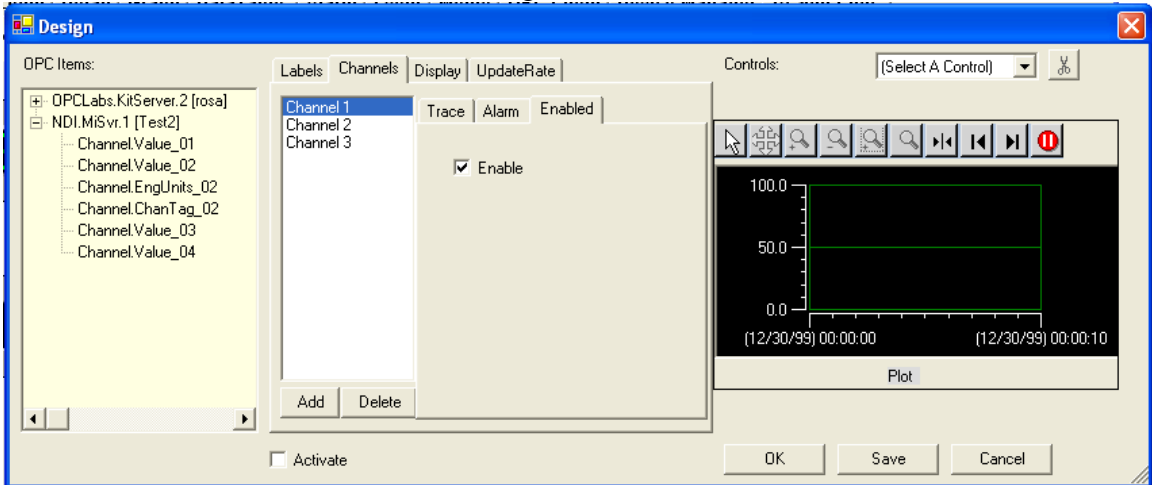 Design
OPC Items:
OPCLabs.KitServer.2 [rosa]
NDI.MiSvr.1 [Test2]
Channel.Value_01
Channel.Value_02
Channel.EngUnits_02
Channel.ChanTag_02
Channel.Value_03
Channel.Value_04
Labels Channels Display UpdateRate
Channel 1
Channel 2
Channel 3
Trace Alarm Enabled
Enable
Add Delete
Activate
Controls: (Select A Control)
100.0
50.0
0.0
(12/30/99) 00:00:00 (12/30/99) 00:00:10
Plot
OK Save Cancel